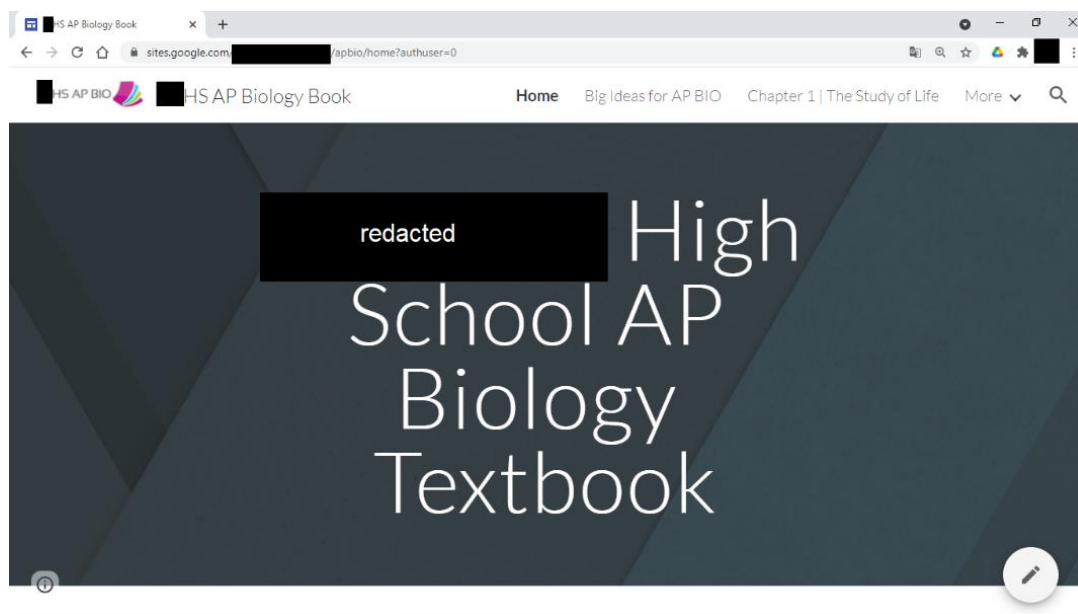 HS AP Biology Book
sites.google.com/ /apbio/home?authuser=0
HS AP BIO
HS AP Biology Book
Home
Big Ideas for AP BIO
Chapter 1 | The Study of Life
More
redacted
High
School AP
Biology
Textbook